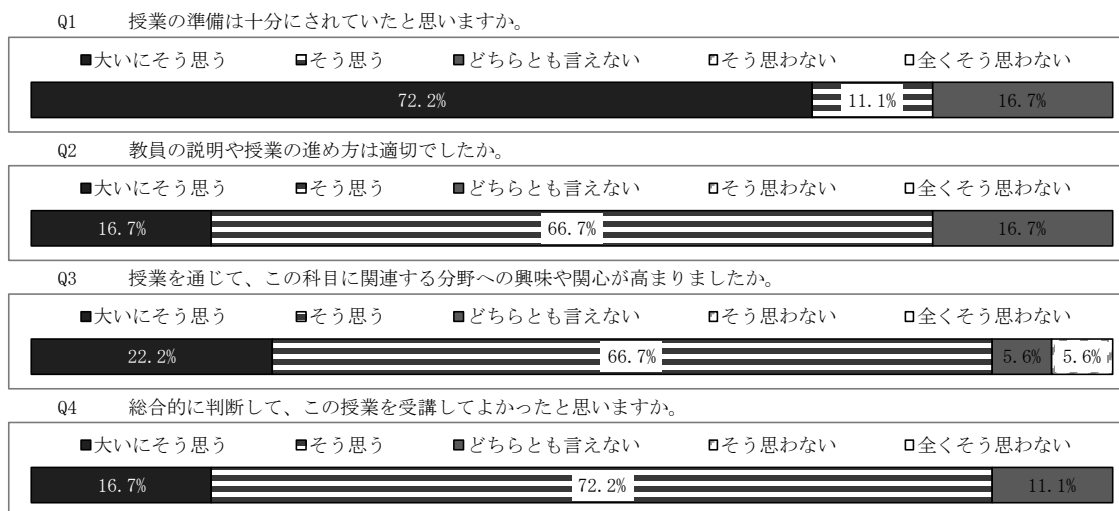 Q1 授業の準備は十分にされていたと思いますか。
■大いにそう思う ■そう思う ■どちらとも言えない □そう思わない □全くそう思わない
72.2% 11.1% 16.7%
Q2 教員の説明や授業の進め方は適切でしたか。
■大いにそう思う ■そう思う ■どちらとも言えない □そう思わない □全くそう思わない
16.7% 66.7% 16.7%
Q3 授業を通じて、この科目に関連する分野への興味や関心が高まりましたか。
■大いにそう思う ■そう思う ■どちらとも言えない □そう思わない □全くそう思わない
22.2% 66.7% 5.6% 5.6%
Q4 総合的に判断して、この授業を受講してよかったと思いますか。
■大いにそう思う ■そう思う ■どちらとも言えない □そう思わない □全くそう思わない
16.7% 72.2% 11.1%